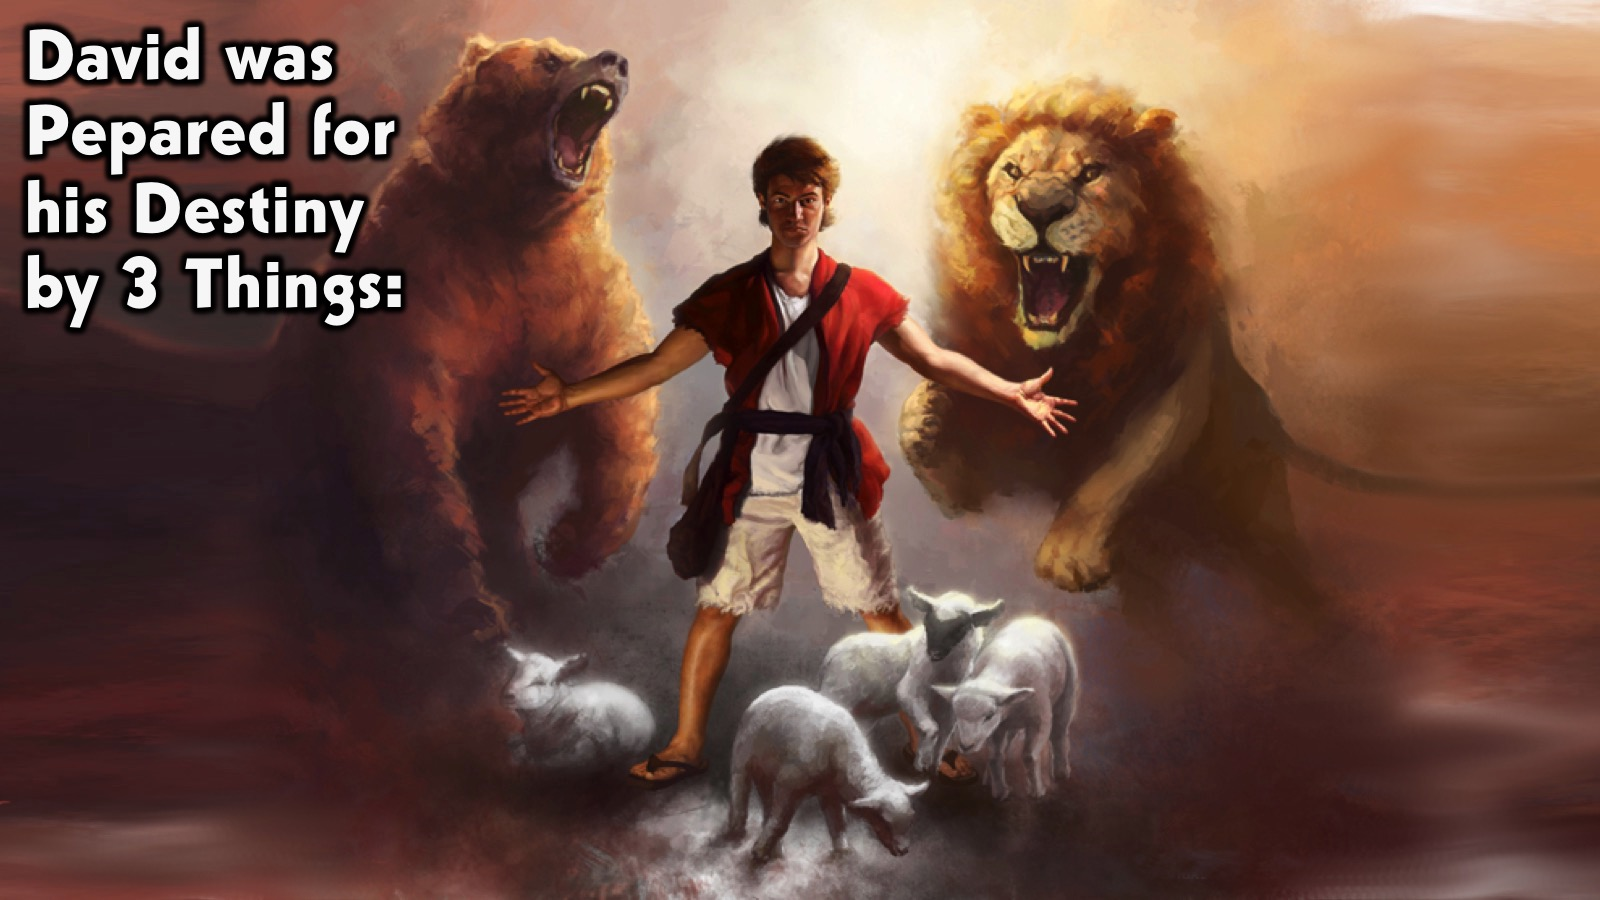 David was
Pepared for
his Destiny
by 3 Things: